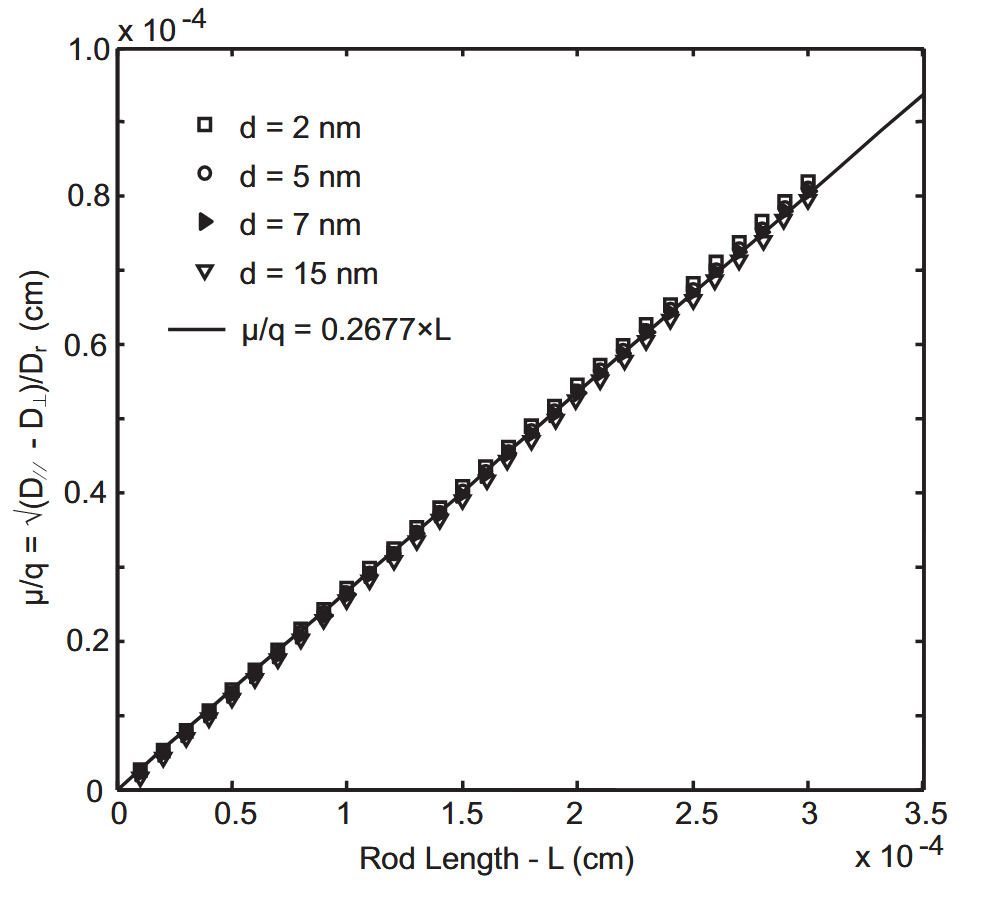 x 10-4
1.0
0.8
0.6
0.4
0.2
0
d = 2 nm
d = 5 nm
d = 7 nm
d = 15 nm
µ/q = 0.2677×L
µ/q = √(D// - D⊥)/Dr (cm)
0 0.5 1 1.5 2 2.5 3 3.5
Rod Length - L (cm)
x 10-4